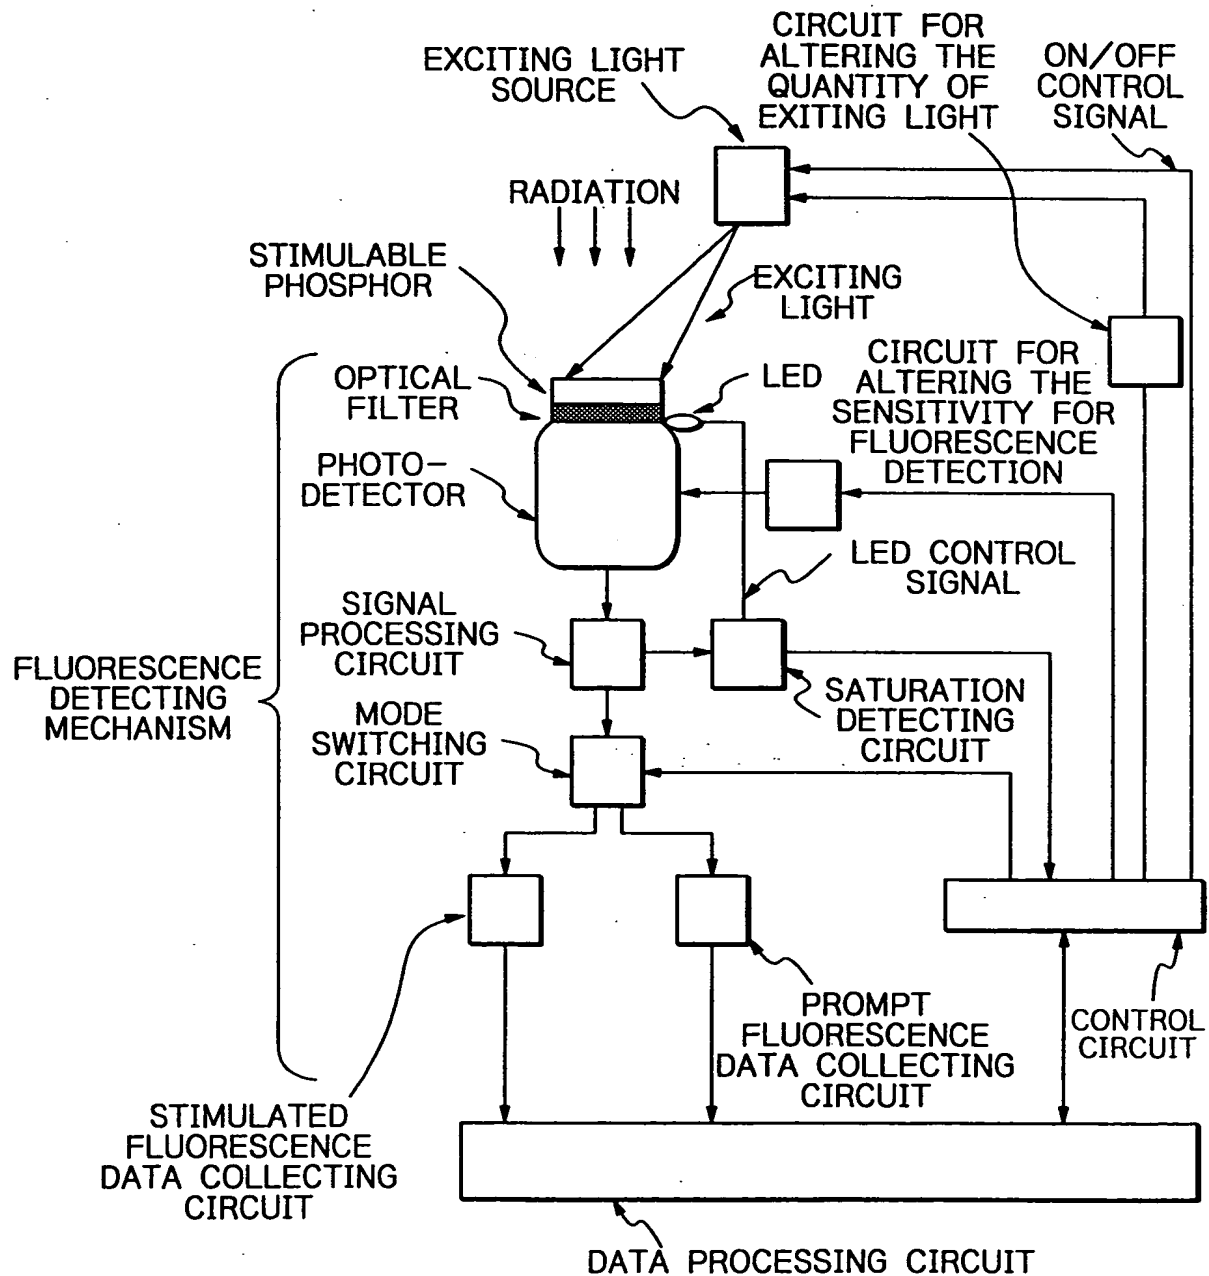 EXCITING LIGHT
SOURCE
CIRCUIT FOR
ALTERING THE
QUANTITY OF
EXITING LIGHT
ON/OFF
CONTROL
SIGNAL
RADIATION
STIMULABLE
PHOSPHOR
EXCITING
LIGHT
OPTICAL
FILTER
LED
CIRCUIT FOR
ALTERING THE
SENSITIVITY FOR
FLUORESCENCE
DETECTION
PHOTO-
DETECTOR
LED CONTROL
SIGNAL
SIGNAL
PROCESSING
CIRCUIT
FLUORESCENCE
DETECTING
MECHANISM
SATURATION
DETECTING
CIRCUIT
MODE
SWITCHING
CIRCUIT
PROMPT
FLUORESCENCE
DATA COLLECTING
CIRCUIT
CONTROL
CIRCUIT
STIMULATED
FLUORESCENCE
DATA COLLECTING
CIRCUIT
DATA PROCESSING CIRCUIT